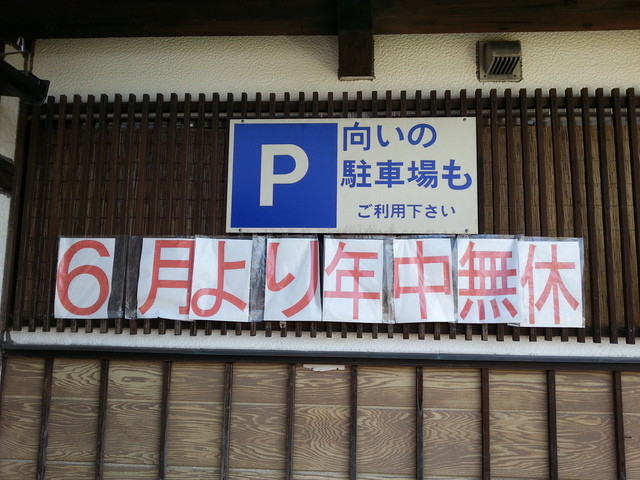 P
向いの
駐車場も
ご利用下さい
6月より年中無休